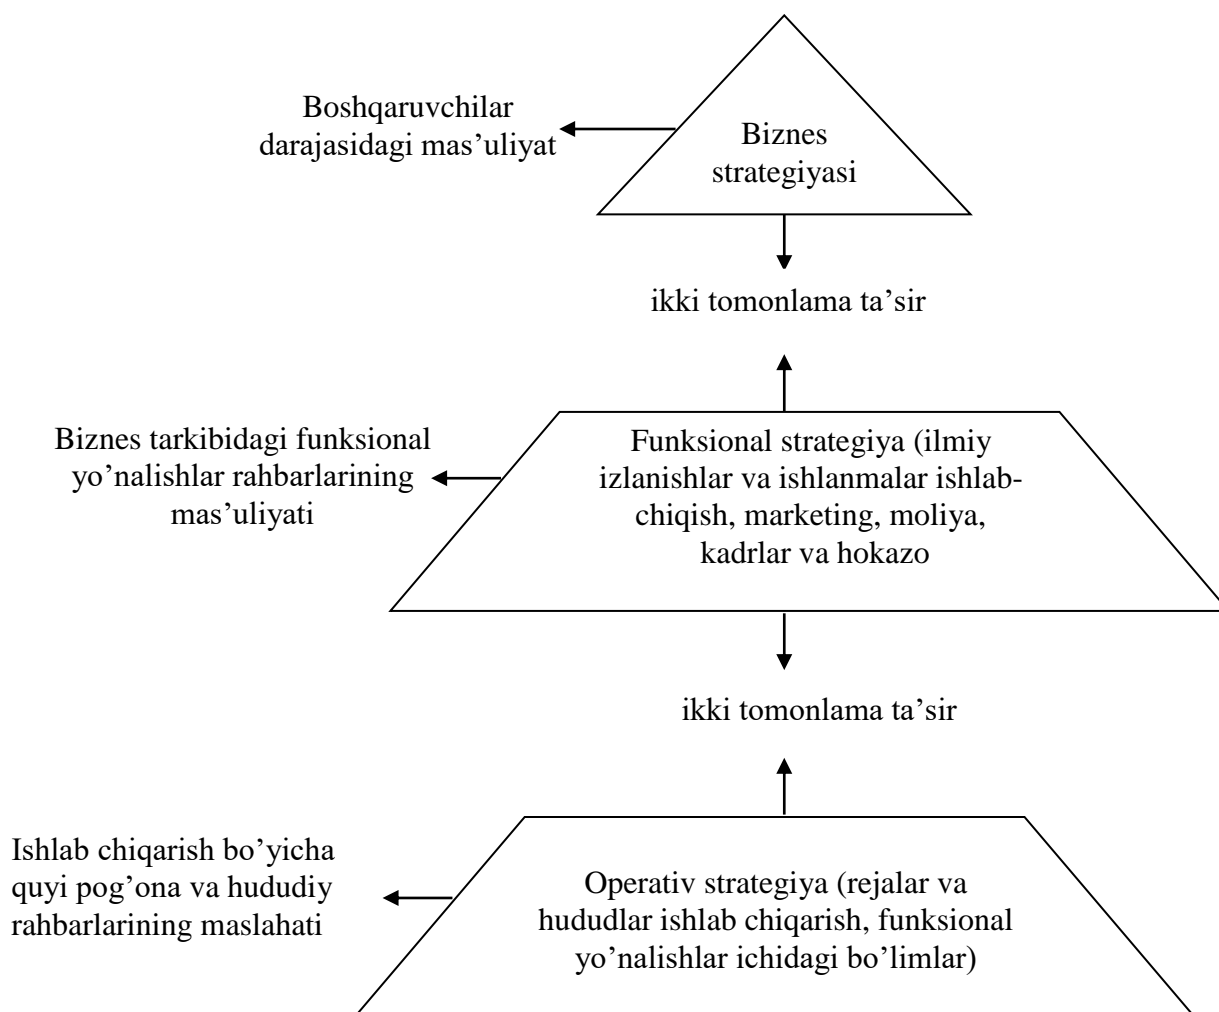 Boshqaruvchilar
darajasidagi mas’uliyat
Biznes
strategiyasi
ikki tomonlama ta’sir
Biznes tarkibidagi funksional
yo’nalishlar rahbarlarining
mas’uliyati
Funksional strategiya (ilmiy
izlanishlar va ishlanmalar ishlab-
chiqish, marketing, moliya,
kadrlar va hokazo
ikki tomonlama ta’sir
Ishlab chiqarish bo’yicha
quyi pog’ona va hududiy
rahbarlarining maslahati
Operativ strategiya (rejalar va
hududlar ishlab chiqarish, funksional
yo’nalishlar ichidagi bo’limlar)